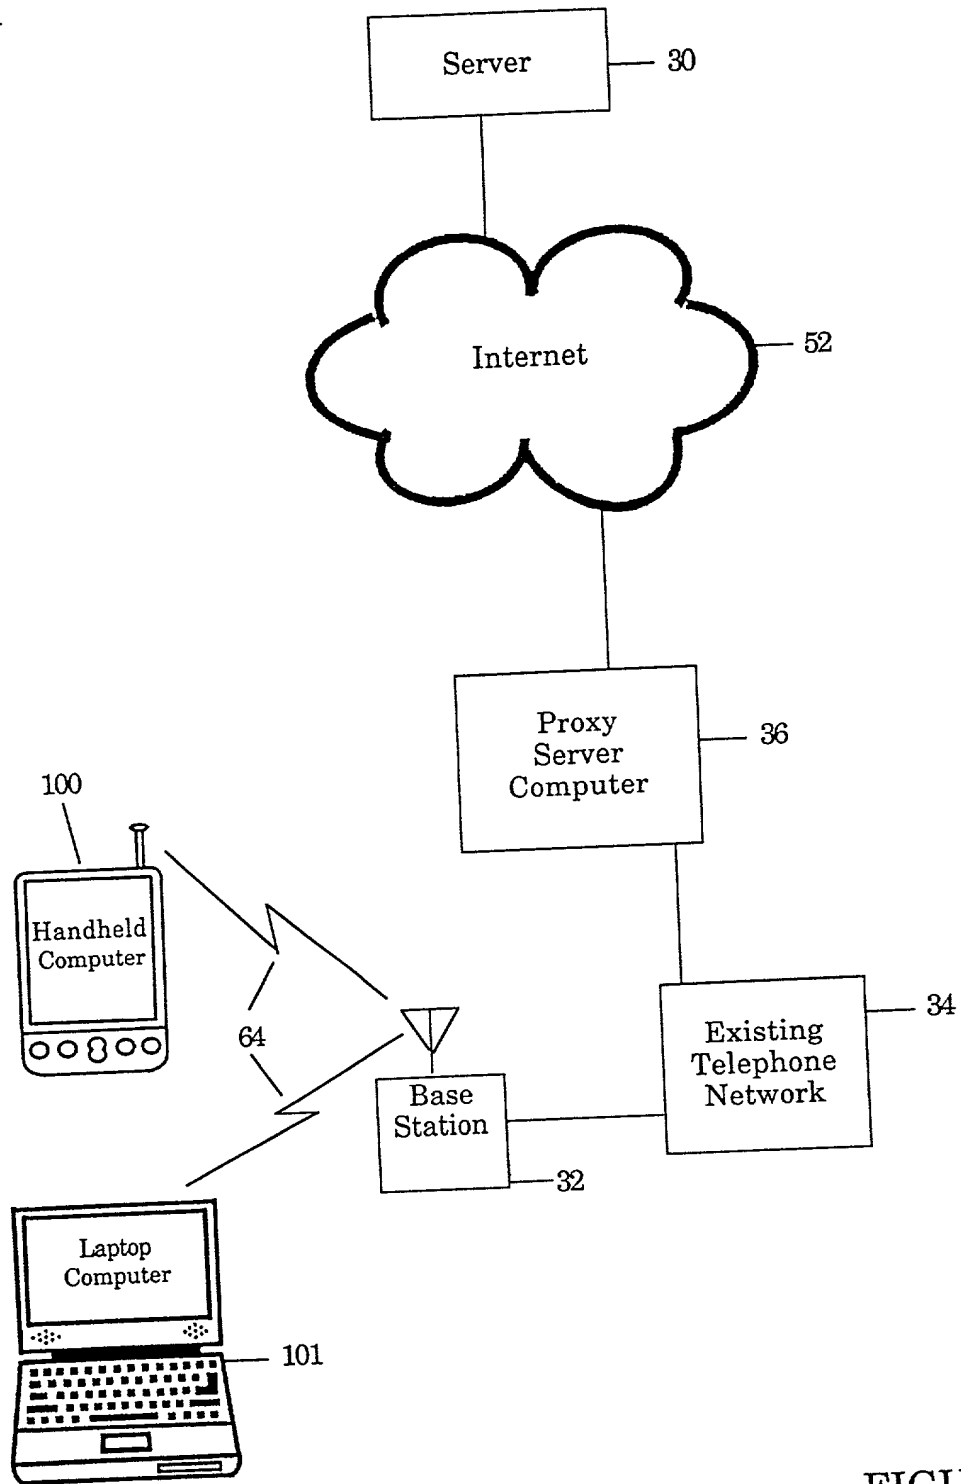 Server
30
Internet
52
Proxy
Server
Computer
36
100
Handheld
Computer
64
Existing
Telephone
Network
34
Base
Station
32
Laptop
Computer
101